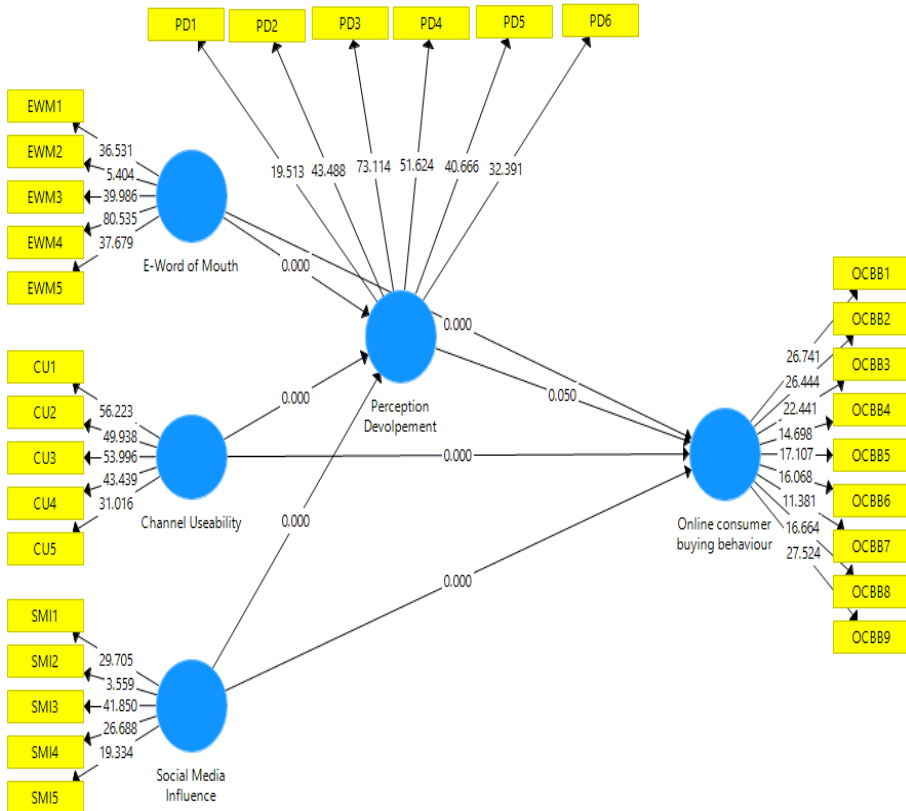 PD1
PD2
PD3
PD4
PD5
PD6
19.513
43.488
73.114
51.624
40.666
32.391
EWM1
EWM2
EWM3
EWM4
EWM5
36.531
5.404
39.986
80.535
37.679
E-Word of Mouth
0.000
0.000
Perception
Devolpement
0.050
CU1
CU2
CU3
CU4
CU5
56.223
49.938
53.996
43.439
31.016
Channel Useability
0.000
0.000
SMI1
SMI2
SMI3
SMI4
SMI5
29.705
3.559
41.850
26.688
19.334
Social Media
Influence
0.000
0.000
Online consumer
buying behaviour
26.741
26.444
22.441
14.698
17.107
16.068
11.381
16.664
27.524
OCBB1
OCBB2
OCBB3
OCBB4
OCBB5
OCBB6
OCBB7
OCBB8
OCBB9